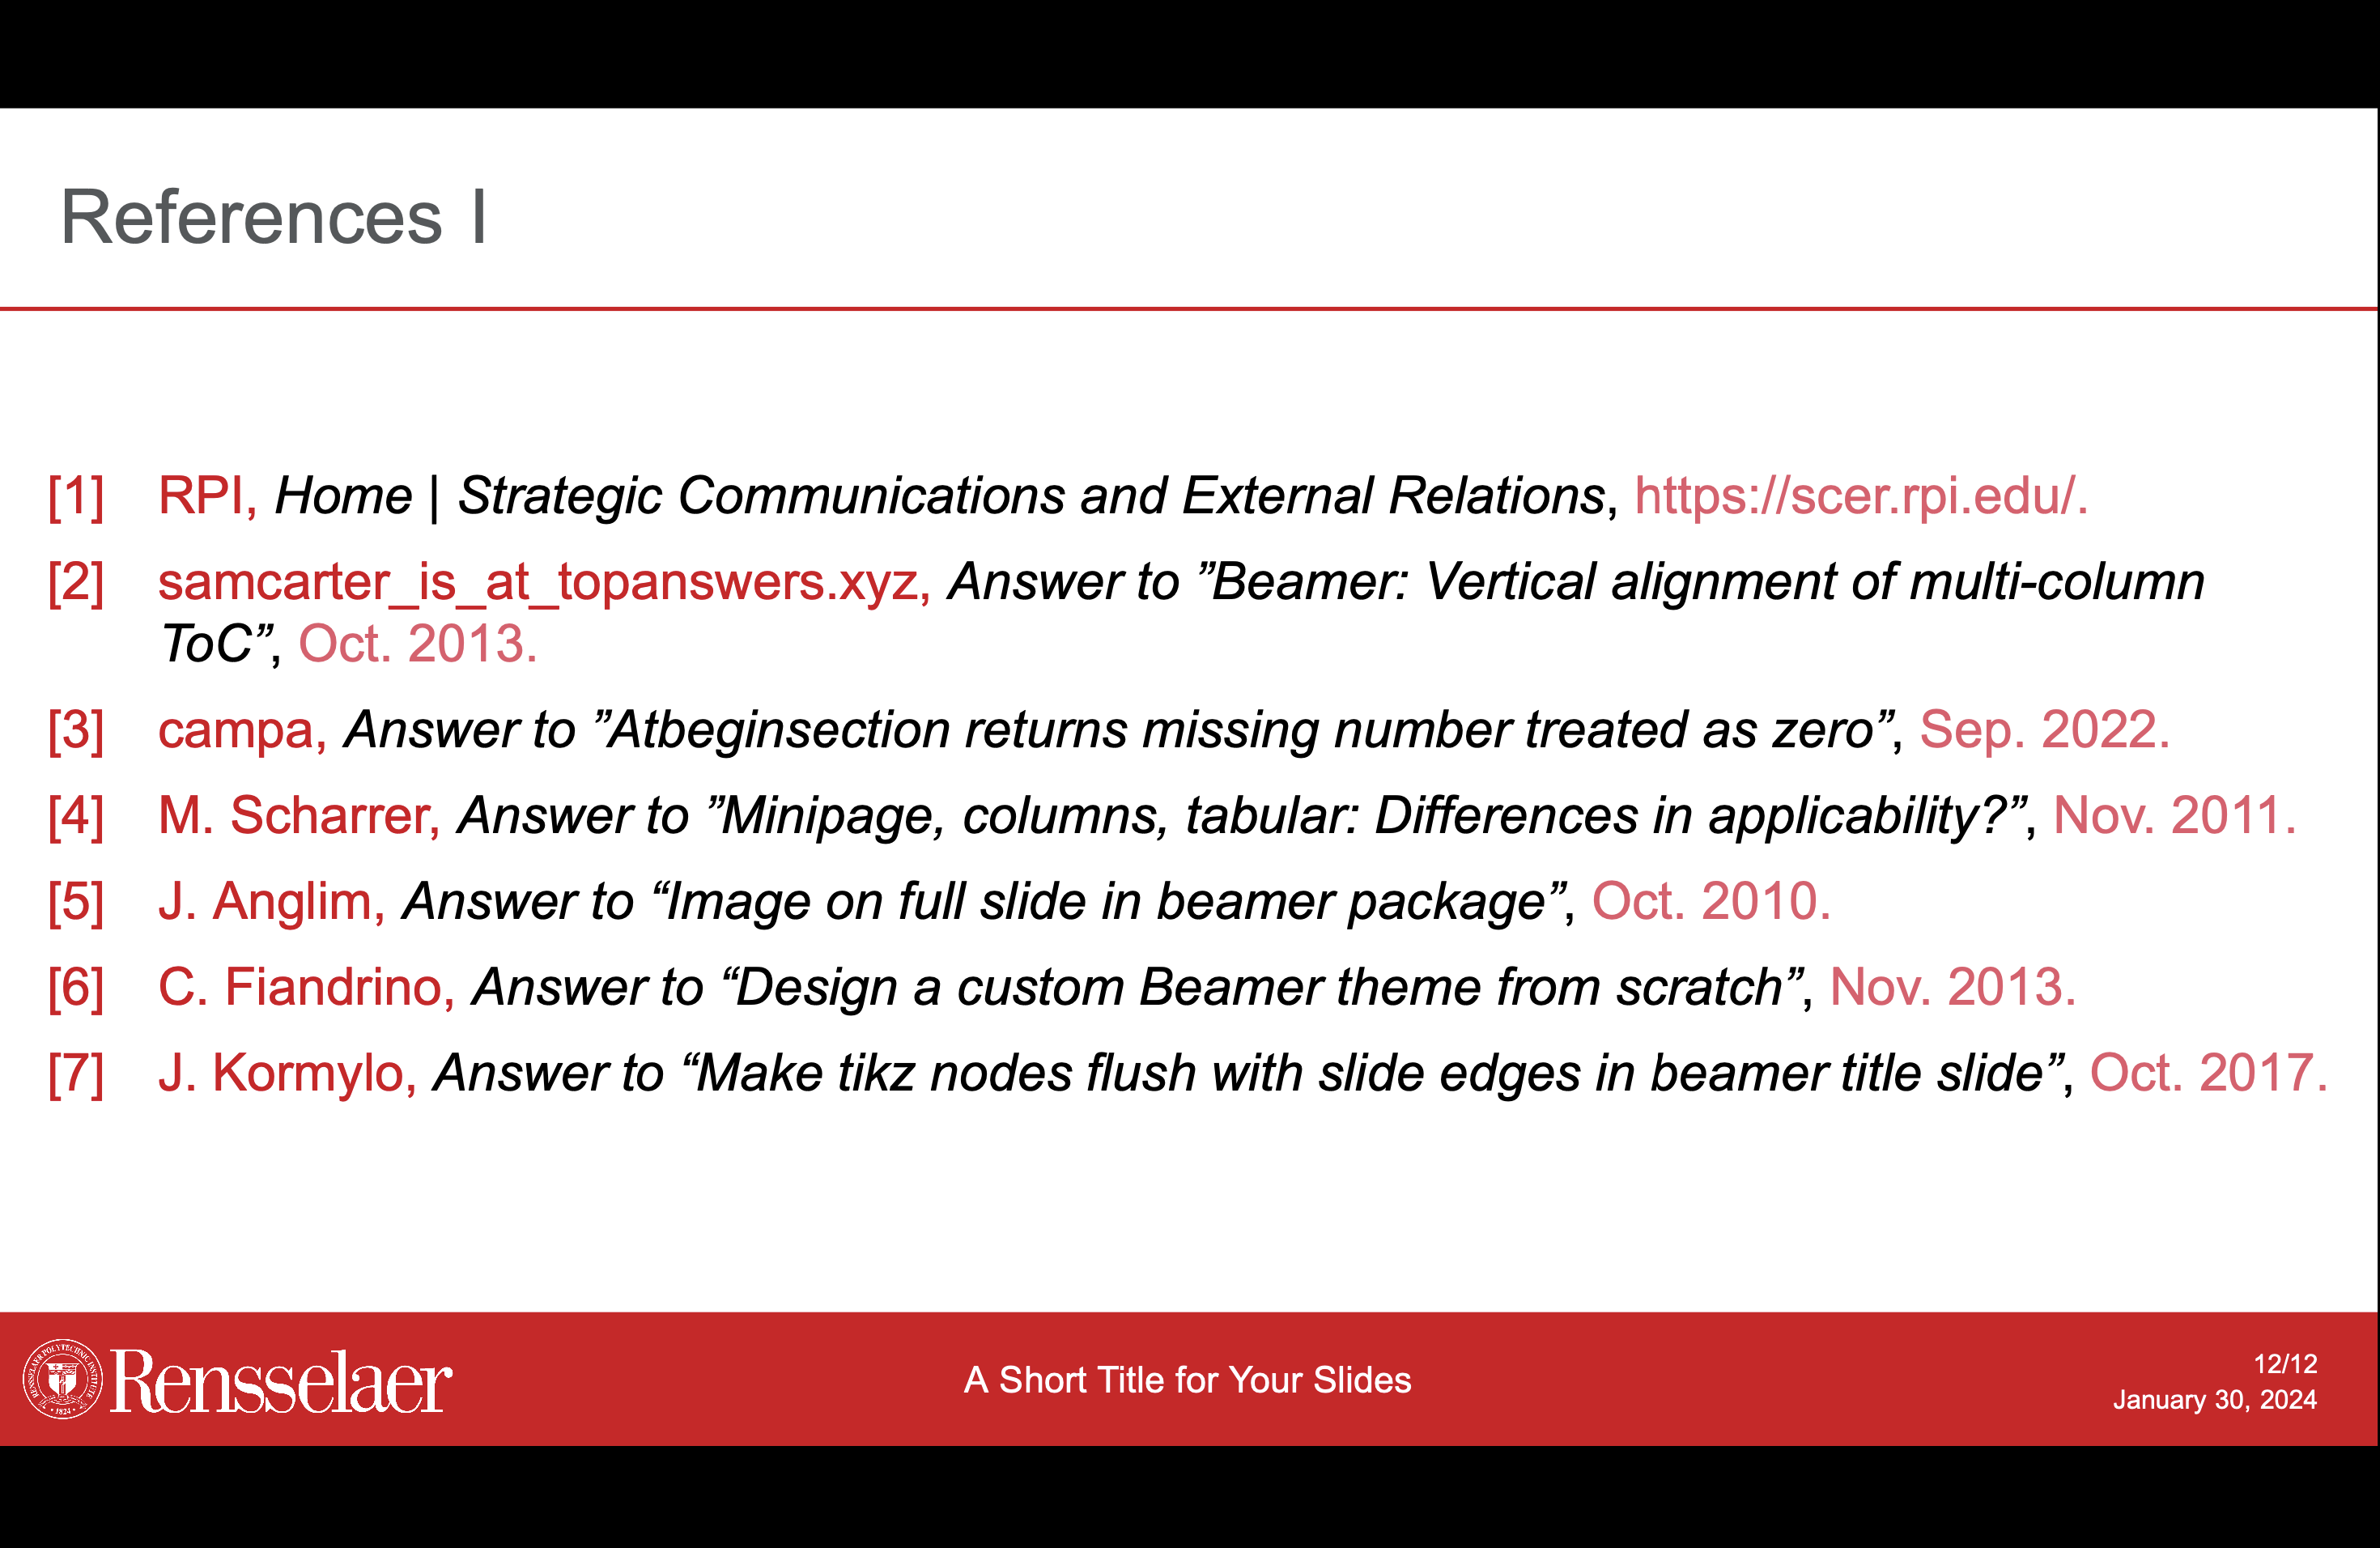 References I
[1] RPI, Home | Strategic Communications and External Relations, https://scer.rpi.edu/.
[2] samcarter_is_at_topanswers.xyz, Answer to ”Beamer: Vertical alignment of multi-column
ToC”, Oct. 2013.
[3] campa, Answer to ”Atbeginsection returns missing number treated as zero”, Sep. 2022.
[4] M. Scharrer, Answer to ”Minipage, columns, tabular: Differences in applicability?”, Nov. 2011.
[5] J. Anglim, Answer to “Image on full slide in beamer package”, Oct. 2010.
[6] C. Fiandrino, Answer to “Design a custom Beamer theme from scratch”, Nov. 2013.
[7] J. Kormylo, Answer to “Make tikz nodes flush with slide edges in beamer title slide”, Oct. 2017.
RENSSELAER POLYTECHNIC INSTITUTE
1824
Rensselaer
A Short Title for Your Slides
12/12
January 30, 2024